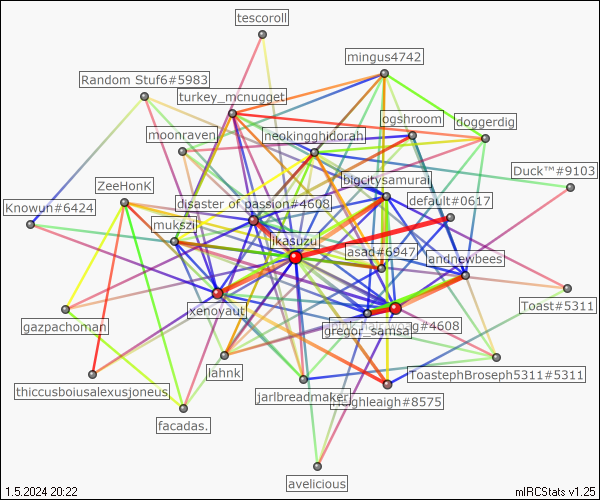 tescoroll
mingus4742
Random Stuf6#5983
turkey_mcnugget
ogshroom
doggerdig
moonraven
neokingghidorah
Duck™#9103
bigcitysamurai
ZeeHonK
default#0617
disaster of passion#4608
Knowun#6424
mukszi
ikasuzu
asad#6947
andnewbees
Toast#5311
xenoyaut
gazpachoman
gregor_samsa
#4608
lahnk
ToastephBroseph5311#5311
thiccusboiusalexusjoneus
jarlbreadmaker
#8575
facadas.
avelicious
1.5.2024 20:22
mIRCStats v1.25